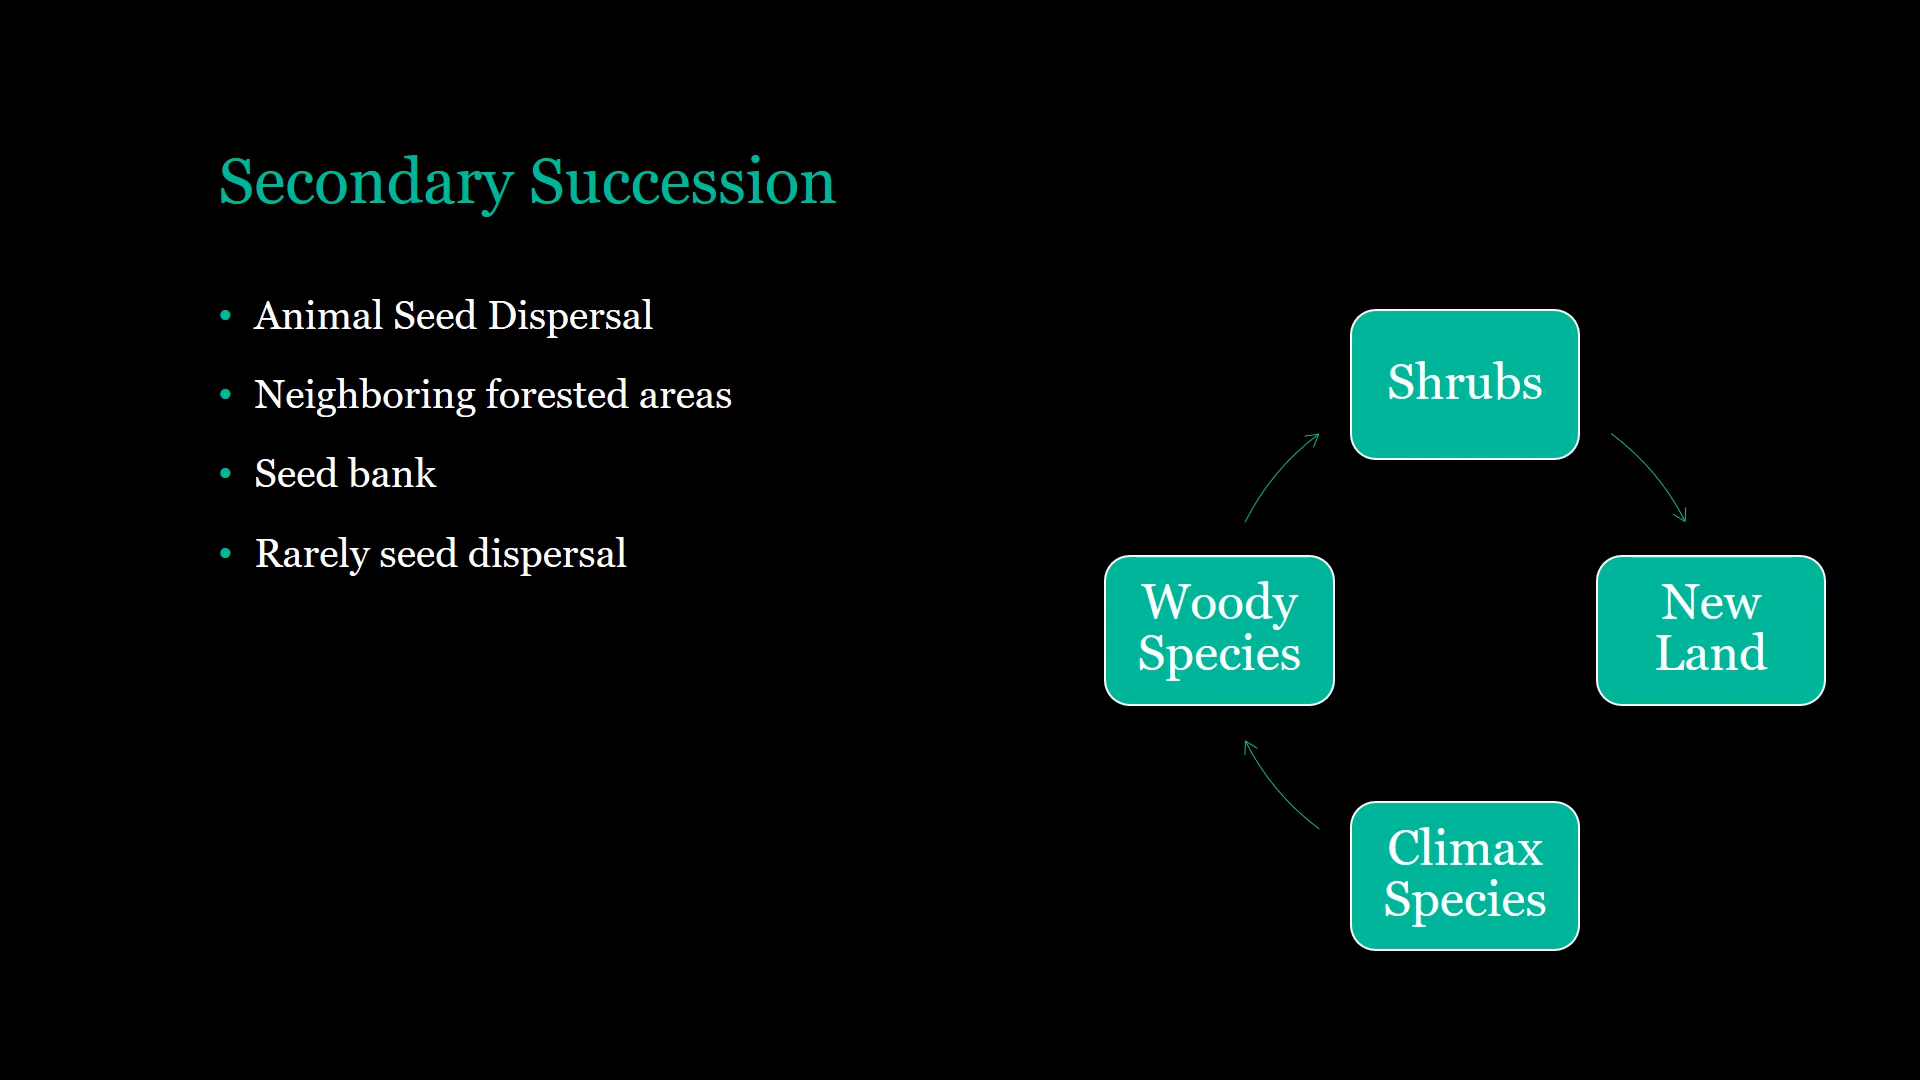 Secondary Succession
Animal Seed Dispersal
Neighboring forested areas
Seed bank
Rarely seed dispersal
Shrubs
Woody
Species
New
Land
Climax
Species